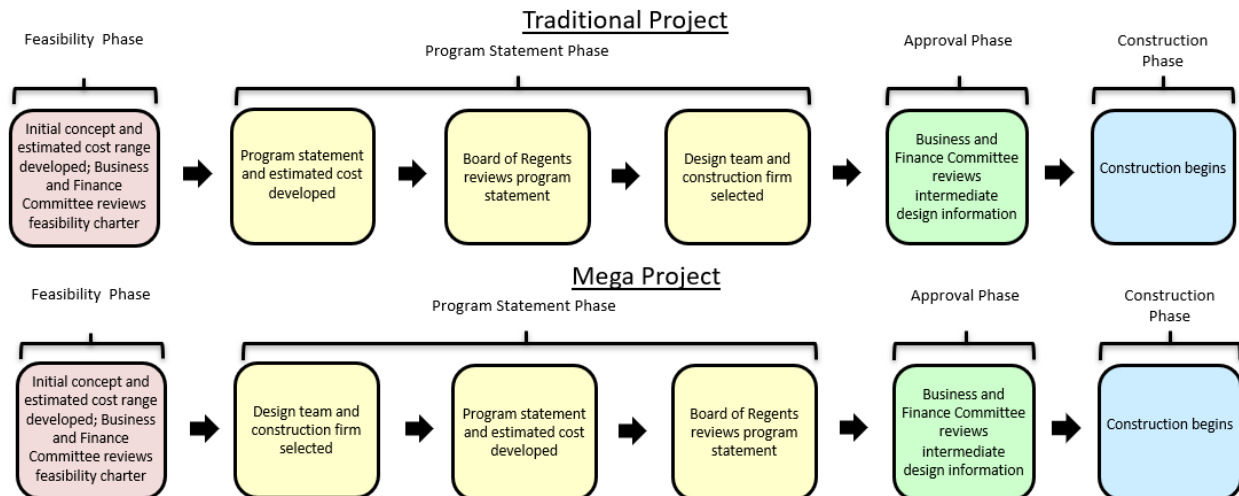 Traditional Project
Feasibility Phase
Program Statement Phase
Approval Phase
Construction
Phase
Initial concept and
estimated cost range
developed; Business
and Finance
Committee reviews
feasibility charter
Program statement
and estimated cost
developed
Board of Regents
reviews program
statement
Design team and
construction firm
selected
Business and
Finance Committee
reviews
intermediate
design information
Construction begins
Mega Project
Feasibility Phase
Program Statement Phase
Approval Phase
Construction
Phase
Initial concept and
estimated cost range
developed; Business
and Finance
Committee reviews
feasibility charter
Design team and
construction firm
selected
Program statement
and estimated cost
developed
Board of Regents
reviews program
statement
Business and
Finance Committee
reviews
intermediate
design information
Construction begins